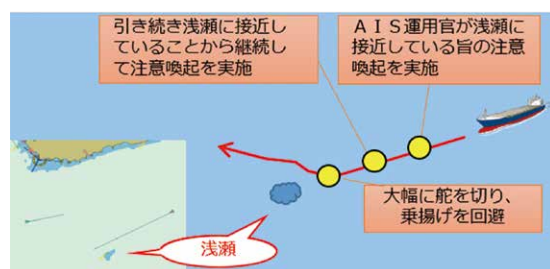 引き続き浅瀬に接近し
ていることから継続し
て注意喚起を実施
ＡＩＳ運用官が浅瀬に
接近している旨の注意
喚起を実施
大幅に舵を切り、
乗揚げを回避
浅瀬